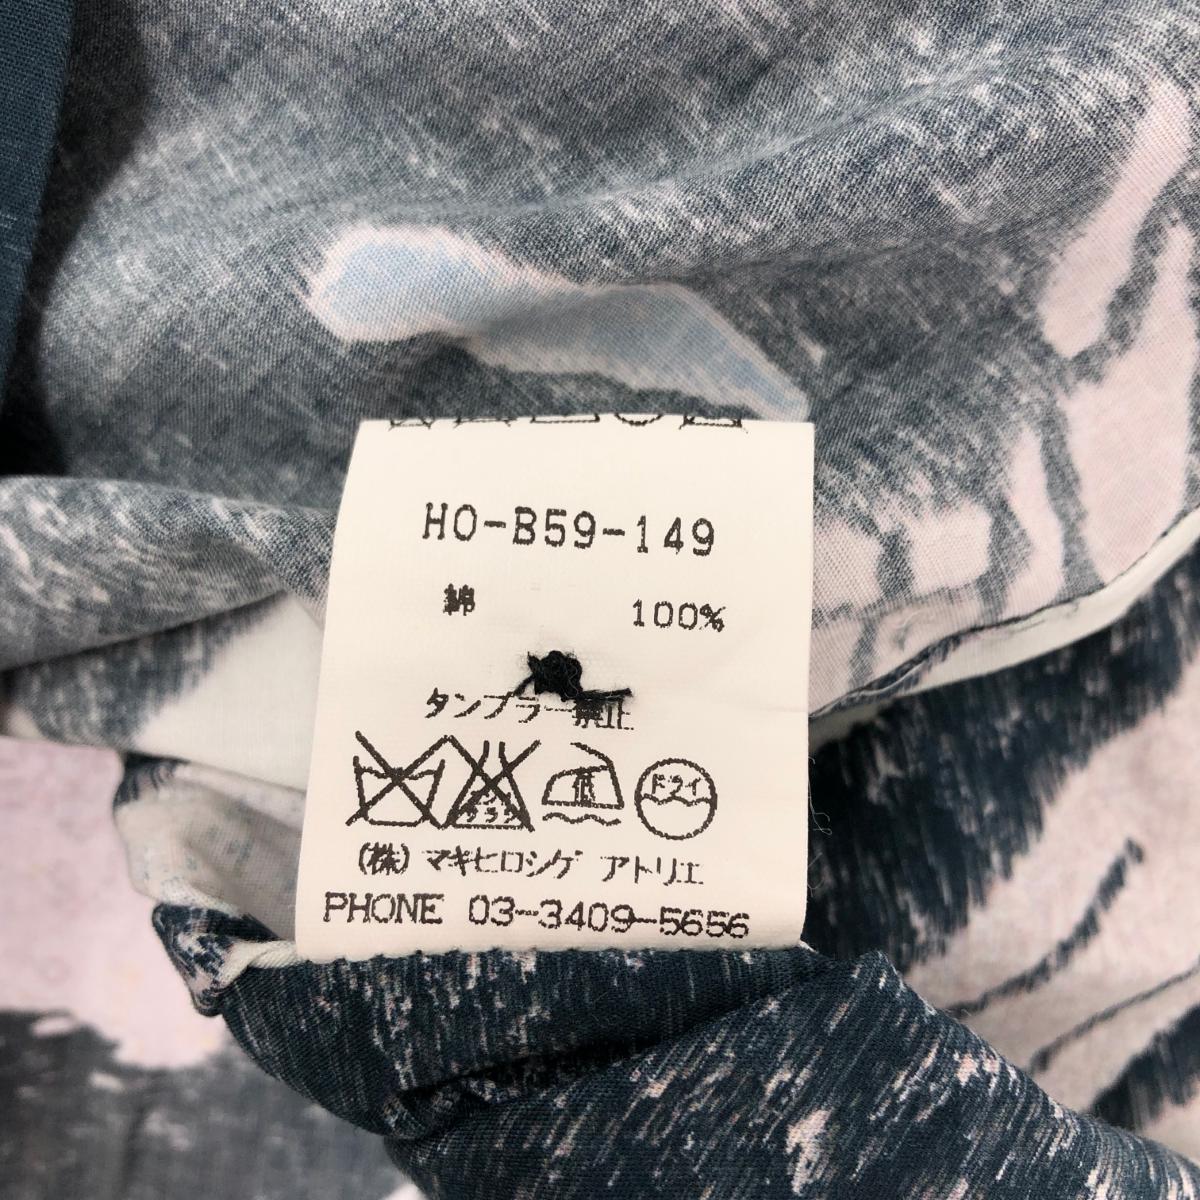 HO-B59-149
綿 100%
タンブラー禁止
低 ドライ
(株)マキヒロシゲ アトリエ
PHONE 03-3409-5656